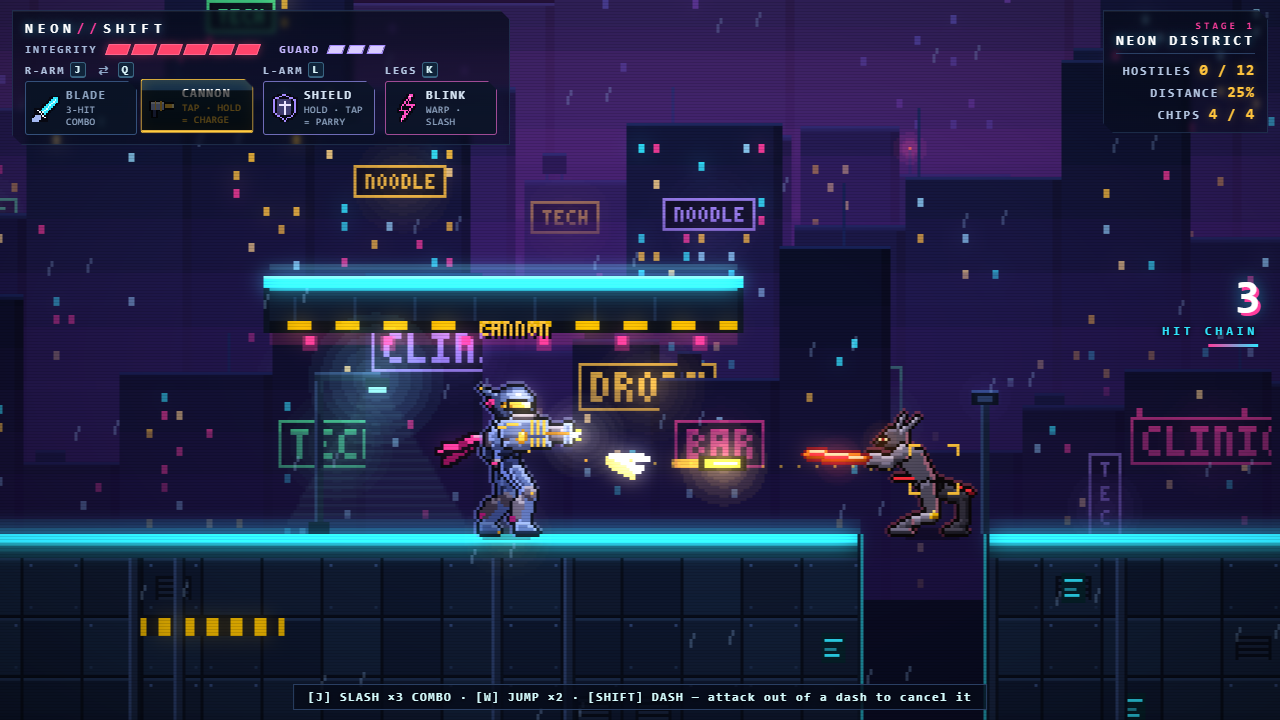 TECH
NEON//SHIFT
INTEGRITY GUARD
R-ARM J ⇄ Q L-ARM L LEGS K
BLADE
3-HIT
COMBO
CANNON
TAP · HOLD
= CHARGE
SHIELD
HOLD · TAP
= PARRY
BLINK
WARP ·
SLASH
STAGE 1
NEON DISTRICT
HOSTILES 0 / 12
DISTANCE 25%
CHIPS 4 / 4
NOODLE
TECH
NOODLE
3
HIT CHAIN
BAR
CLINIC
TEC
[J] SLASH ×3 COMBO · [W] JUMP ×2 · [SHIFT] DASH — attack out of a dash to cancel it